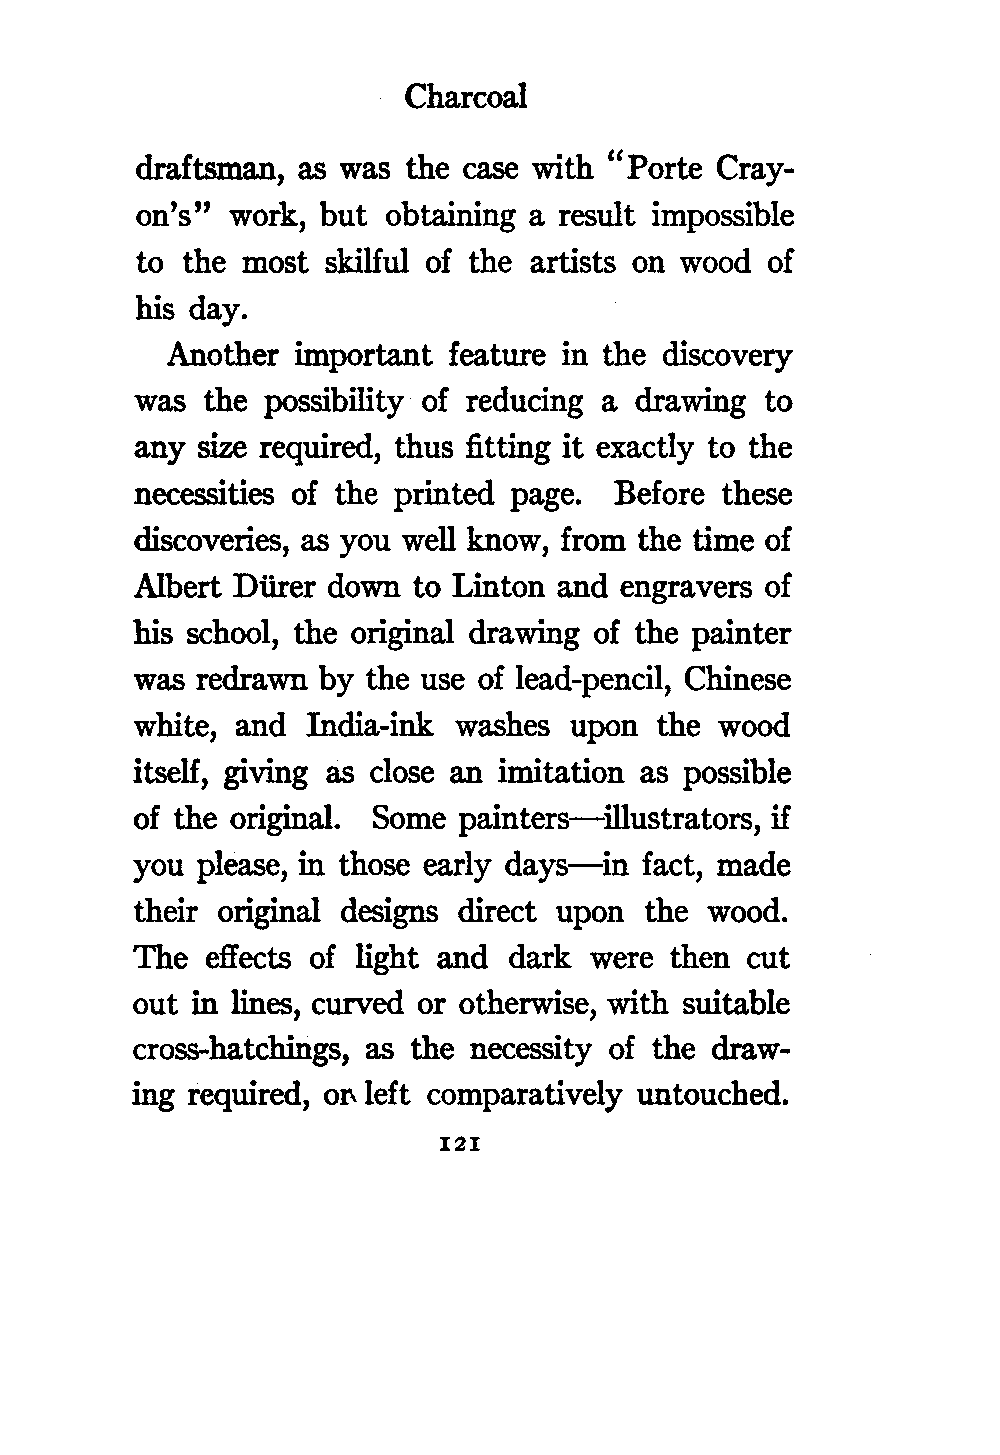 Charcoal
draftsman, as was the case with "Porte Cray-
on's" work, but obtaining a result impossible
to the most skilful of the artists on wood of
his day.
Another important feature in the discovery
was the possibility of reducing a drawing to
any size required, thus fitting it exactly to the
necessities of the printed page. Before these
discoveries, as you well know, from the time of
Albert Dürer down to Linton and engravers of
his school, the original drawing of the painter
was redrawn by the use of lead-pencil, Chinese
white, and India-ink washes upon the wood
itself, giving as close an imitation as possible
of the original. Some painters—illustrators, if
you please, in those early days—in fact, made
their original designs direct upon the wood.
The effects of light and dark were then cut
out in lines, curved or otherwise, with suitable
cross-hatchings, as the necessity of the draw-
ing required, or left comparatively untouched.
121